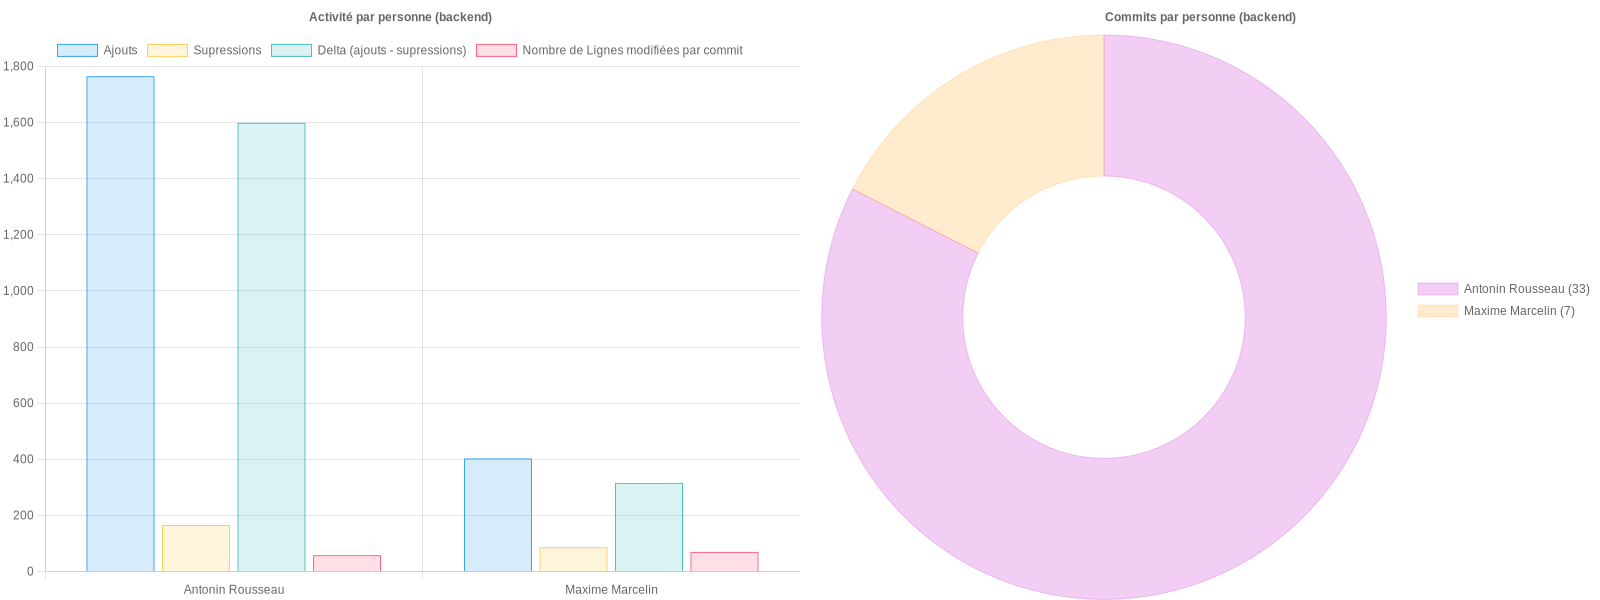 Activité par personne (backend)
Ajouts Supressions Delta (ajouts - supressions) Nombre de Lignes modifiées par commit
1,800
1,600
1,400
1,200
1,000
800
600
400
200
0
Antonin Rousseau Maxime Marcelin
Commits par personne (backend)
Antonin Rousseau (33)
Maxime Marcelin (7)